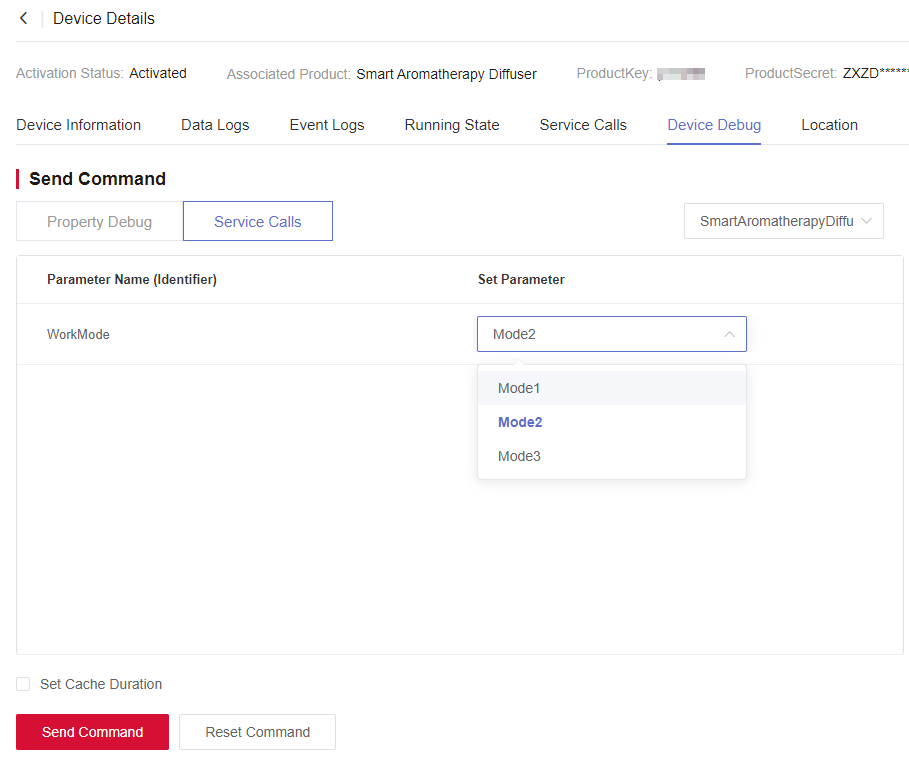 Device Details
Activation Status: Activated Associated Product: Smart Aromatherapy Diffuser ProductKey: ProductSecret: ZXZD*****
Device Information Data Logs Event Logs Running State Service Calls Device Debug Location
Send Command
Property Debug Service Calls SmartAromatherapyDiffu
Parameter Name (Identifier) Set Parameter
WorkMode Mode2
Mode1
Mode2
Mode3
Set Cache Duration
Send Command Reset Command